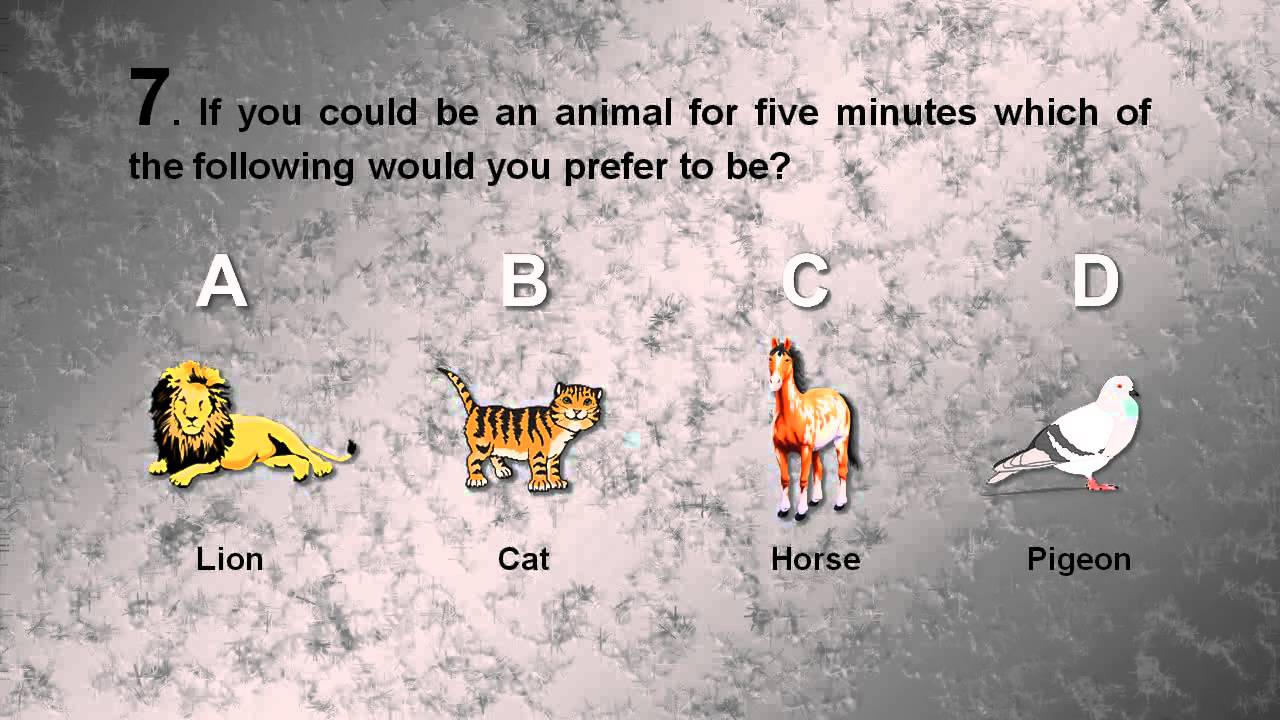 7. If you could be an animal for five minutes which of
the following would you prefer to be?
A B C D
Lion Cat Horse Pigeon